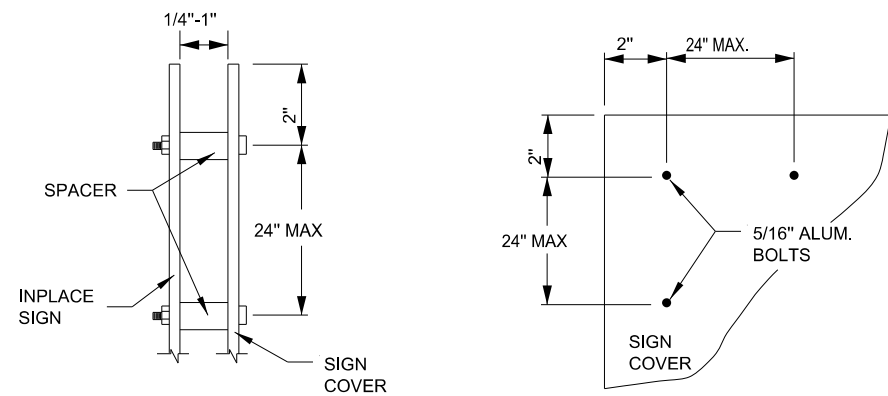 1/4"-1"
2"
SPACER
24" MAX
INPLACE
SIGN
SIGN
COVER
2"
24" MAX.
2"
24" MAX
5/16" ALUM.
BOLTS
SIGN
COVER